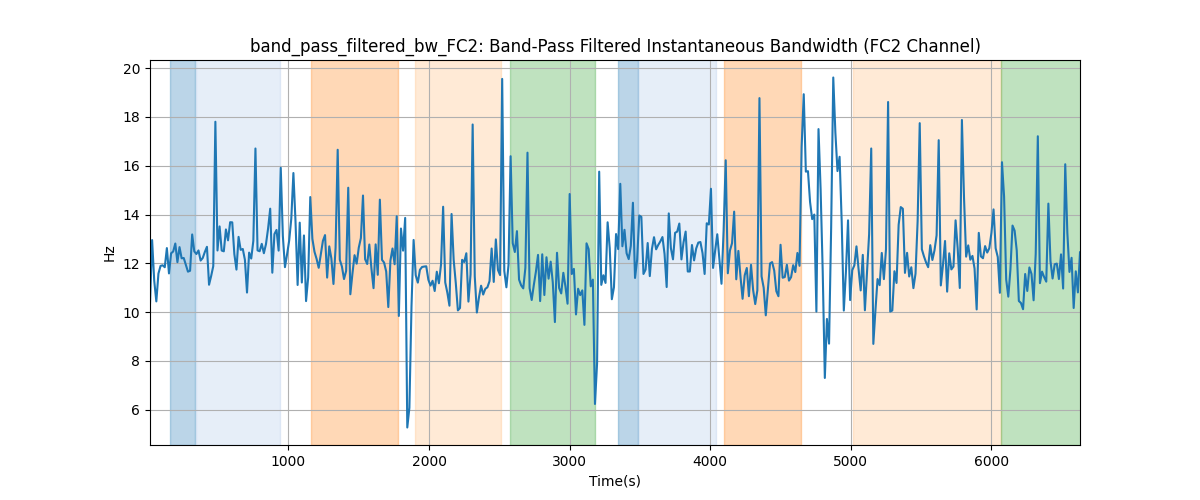 band_pass_filtered_bw_FC2: Band-Pass Filtered Instantaneous Bandwidth (FC2 Channel)
20
18
16
14
12
10
8
6
Hz
1000 2000 3000 4000 5000 6000
Time(s)